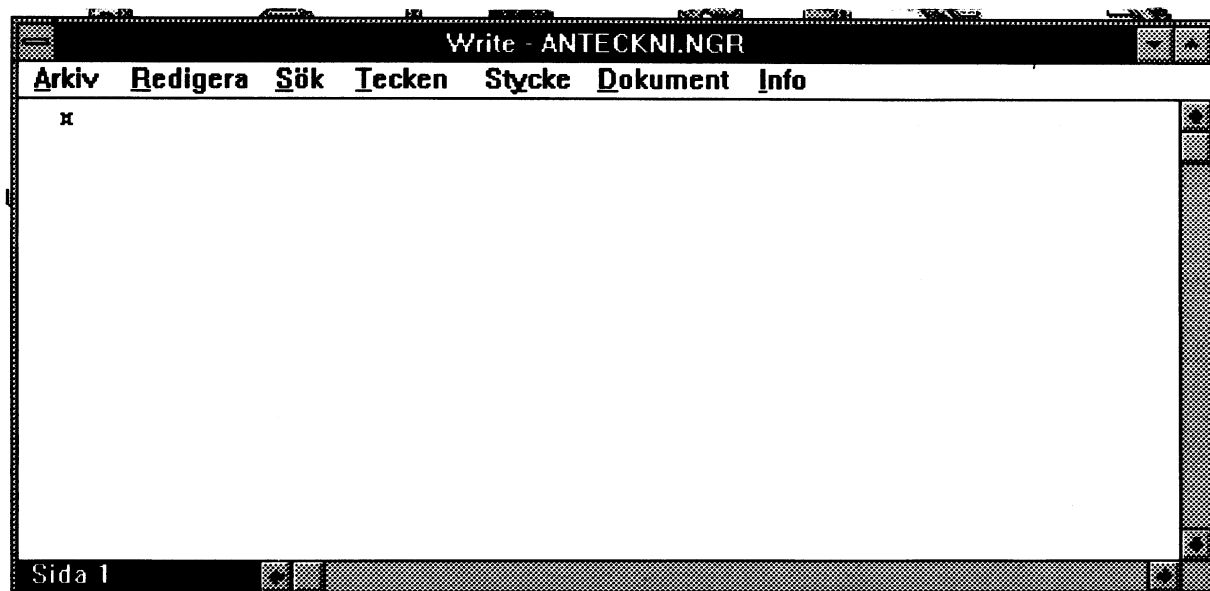 Write - ANTECKNI.NGR
Arkiv Redigera Sök Tecken Stycke Dokument Info
¤
Sida 1